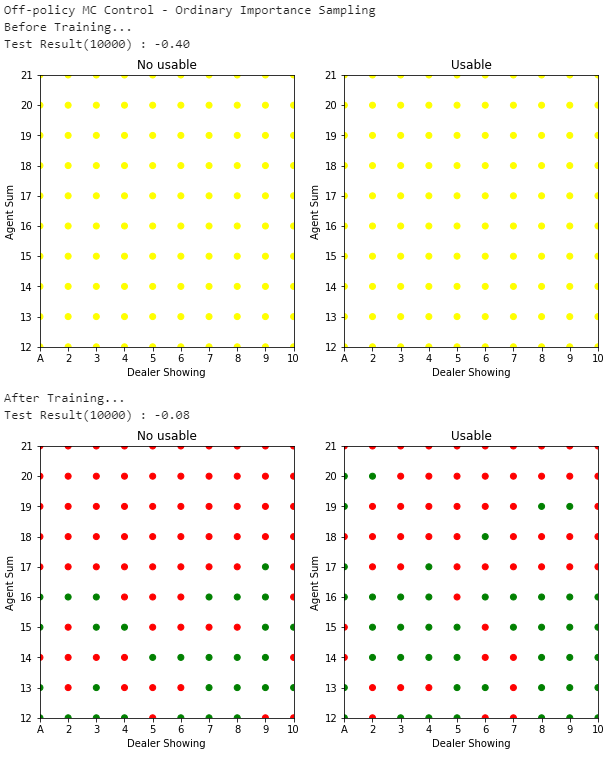 Off-policy MC Control - Ordinary Importance Sampling
Before Training...
Test Result(10000) : -0.40
No usable
Usable
21
20
19
18
17
16
15
14
13
12
Agent Sum
A 2 3 4 5 6 7 8 9 10
Dealer Showing
21
20
19
18
17
16
15
14
13
12
Agent Sum
A 2 3 4 5 6 7 8 9 10
Dealer Showing
After Training...
Test Result(10000) : -0.08
No usable
Usable
21
20
19
18
17
16
15
14
13
12
Agent Sum
A 2 3 4 5 6 7 8 9 10
Dealer Showing
21
20
19
18
17
16
15
14
13
12
Agent Sum
A 2 3 4 5 6 7 8 9 10
Dealer Showing